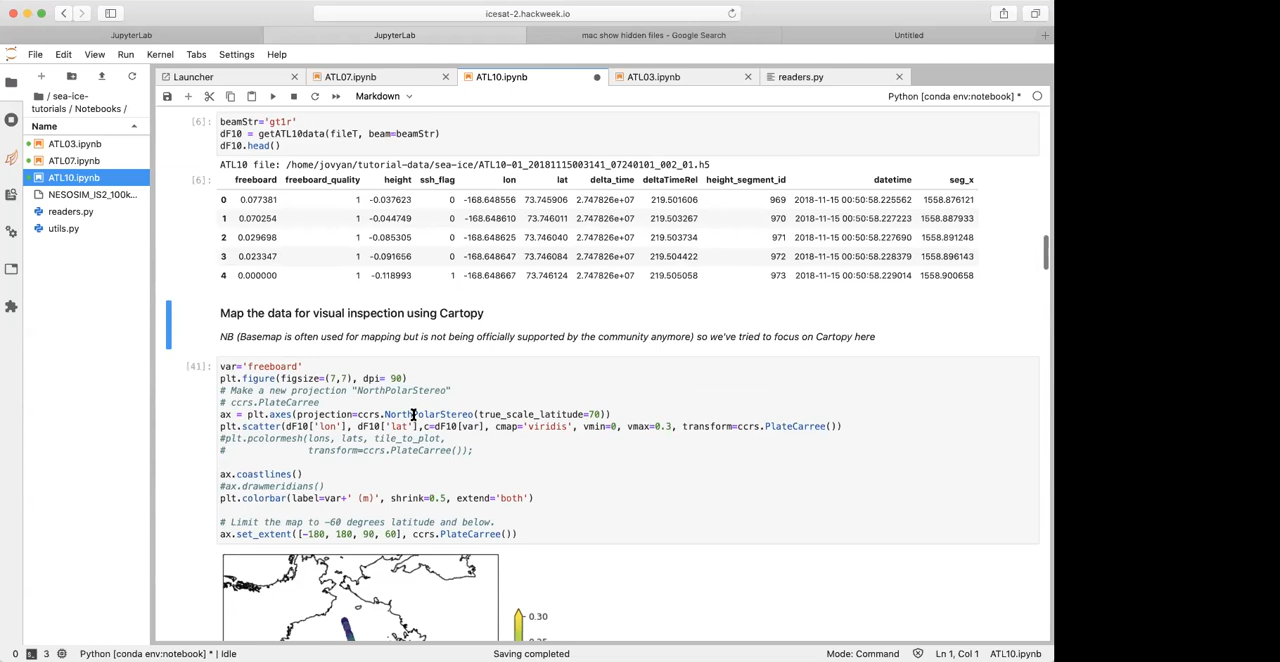 icesat-2.hackweek.io
JupyterLab JupyterLab mac show hidden files - Google Search Untitled
File Edit View Run Kernel Tabs Settings Help
Launcher ATL07.ipynb ATL10.ipynb ATL03.ipynb readers.py
Markdown Python [conda env:notebook] *
/ sea-ice-
tutorials / Notebooks /
Name
ATL03.ipynb
ATL07.ipynb
ATL10.ipynb
NESOSIM_IS2_100k...
readers.py
utils.py
[6]: beamStr='gt1r'
dF10 = getATL10data(fileT, beam=beamStr)
dF10.head()
ATL10 file: /home/jovyan/tutorial-data/sea-ice/ATL10-01_20181115003141_07240101_002_01.h5
[6]: freeboard freeboard_quality height ssh_flag lon lat delta_time deltaTimeRel height_segment_id datetime seg_x
0 0.077381 1 -0.037623 0 -168.648556 73.745906 2.747826e+07 219.501606 969 2018-11-15 00:50:58.225562 1558.876121
1 0.070254 1 -0.044749 0 -168.648610 73.746011 2.747826e+07 219.503267 970 2018-11-15 00:50:58.227223 1558.887933
2 0.029698 1 -0.085305 0 -168.648625 73.746040 2.747826e+07 219.503734 971 2018-11-15 00:50:58.227690 1558.891248
3 0.023347 1 -0.091656 0 -168.648647 73.746084 2.747826e+07 219.504422 972 2018-11-15 00:50:58.228379 1558.896143
4 0.000000 1 -0.118993 1 -168.648667 73.746124 2.747826e+07 219.505058 973 2018-11-15 00:50:58.229014 1558.900658
Map the data for visual inspection using Cartopy
NB (Basemap is often used for mapping but is not being officially supported by the community anymore) so we've tried to focus on Cartopy here
[41]: var='freeboard'
plt.figure(figsize=(7,7), dpi= 90)
# Make a new projection "NorthPolarStereo"
# ccrs.PlateCarree
ax = plt.axes(projection=ccrs.NorthPolarStereo(true_scale_latitude=70))
plt.scatter(dF10['lon'], dF10['lat'],c=dF10[var], cmap='viridis', vmin=0, vmax=0.3, transform=ccrs.PlateCarree())
#plt.pcolormesh(lons, lats, tile_to_plot,
# transform=ccrs.PlateCarree());
ax.coastlines()
#ax.drawmeridians()
plt.colorbar(label=var+' (m)', shrink=0.5, extend='both')
# Limit the map to -60 degrees latitude and below.
ax.set_extent([-180, 180, 90, 60], ccrs.PlateCarree())
0.30
0 3 Python [conda env:notebook] * | Idle Saving completed Mode: Command Ln 1, Col 1 ATL10.ipynb